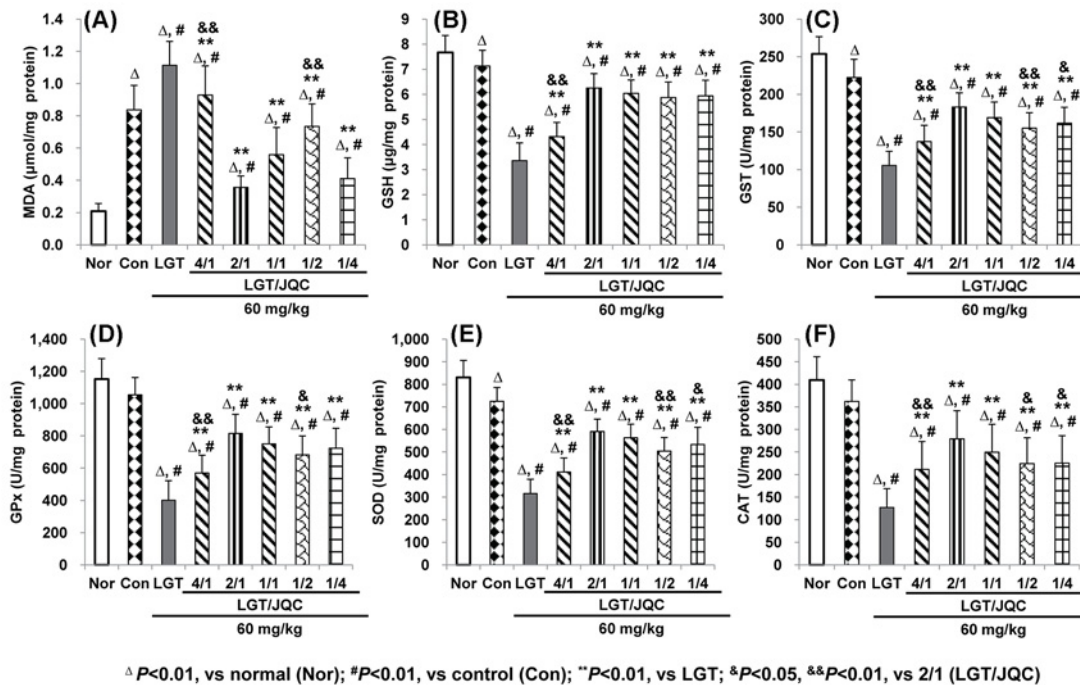 (A)
MDA (μmol/mg protein)
1.4
1.2
1.0
0.8
0.6
0.4
0.2
0.0
Δ
Δ, #
&&
**
Δ, #
**
Δ, #
**
Δ, #
&&
**
Δ, #
**
Δ, #
Nor Con LGT 4/1 2/1 1/1 1/2 1/4
LGT/JQC
60 mg/kg
(B)
GSH (μg/mg protein)
9
8
7
6
5
4
3
2
1
0
Δ
Δ, #
&&
**
Δ, #
**
Δ, #
**
Δ, #
**
Δ, #
**
Δ, #
Nor Con LGT 4/1 2/1 1/1 1/2 1/4
LGT/JQC
60 mg/kg
(C)
GST (U/mg protein)
300
250
200
150
100
50
0
Δ
Δ, #
&&
**
Δ, #
**
Δ, #
**
Δ, #
&&
**
Δ, #
&
**
Δ, #
Nor Con LGT 4/1 2/1 1/1 1/2 1/4
LGT/JQC
60 mg/kg
(D)
GPx (U/mg protein)
1,400
1,200
1,000
800
600
400
200
0
Δ, #
&&
**
Δ, #
**
Δ, #
**
Δ, #
&
**
Δ, #
**
Δ, #
Nor Con LGT 4/1 2/1 1/1 1/2 1/4
LGT/JQC
60 mg/kg
(E)
SOD (U/mg protein)
1,000
900
800
700
600
500
400
300
200
100
0
Δ
Δ, #
&&
**
Δ, #
**
Δ, #
**
Δ, #
&&
**
Δ, #
&
**
Δ, #
Nor Con LGT 4/1 2/1 1/1 1/2 1/4
LGT/JQC
60 mg/kg
(F)
CAT (U/mg protein)
500
450
400
350
300
250
200
150
100
50
0
Δ, #
&&
**
Δ, #
**
Δ, #
**
Δ, #
&
**
Δ, #
&
**
Δ, #
Nor Con LGT 4/1 2/1 1/1 1/2 1/4
LGT/JQC
60 mg/kg
Δ P<0.01, vs normal (Nor); #P<0.01, vs control (Con); **P<0.01, vs LGT; &P<0.05, &&P<0.01, vs 2/1 (LGT/JQC)